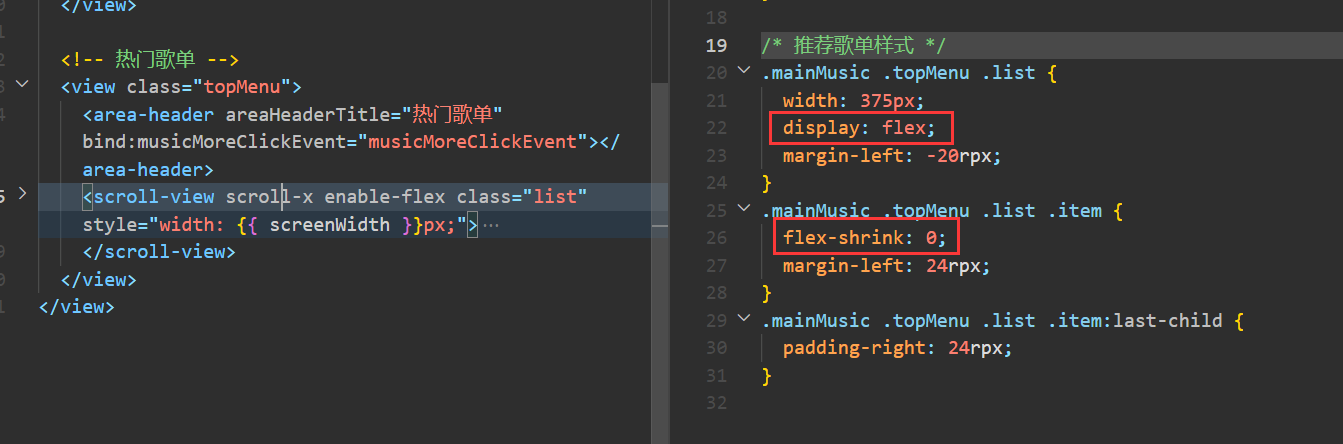 </view>
<!-- 热门歌单 -->
<view class="topMenu">
<area-header areaHeaderTitle="热门歌单"
bind:musicMoreClickEvent="musicMoreClickEvent"></
area-header>
<scroll-view scroll-x enable-flex class="list"
style="width: {{ screenWidth }}px;">…
</scroll-view>
</view>
</view>
18
19 /* 推荐歌单样式 */
20 .mainMusic .topMenu .list {
21 width: 375px;
22 display: flex;
23 margin-left: -20rpx;
24 }
25 .mainMusic .topMenu .list .item {
26 flex-shrink: 0;
27 margin-left: 24rpx;
28 }
29 .mainMusic .topMenu .list .item:last-child {
30 padding-right: 24rpx;
31 }
32